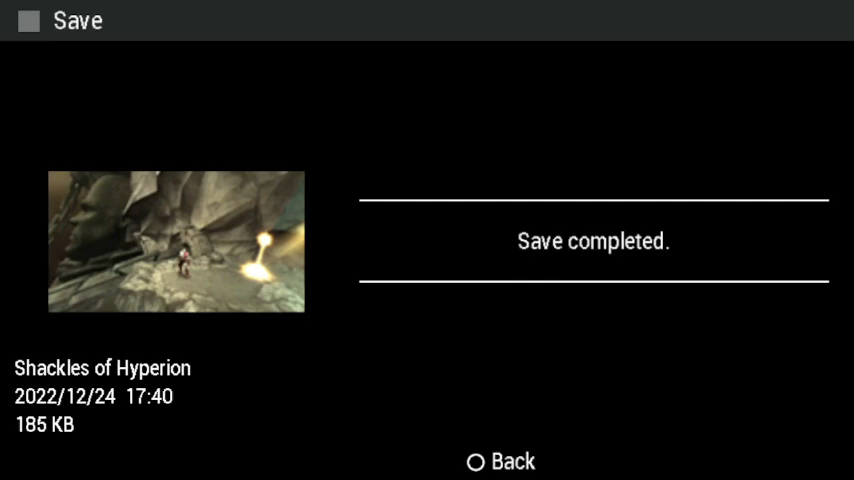 Save
Save completed.
Shackles of Hyperion
2022/12/24 17:40
185 KB
Back